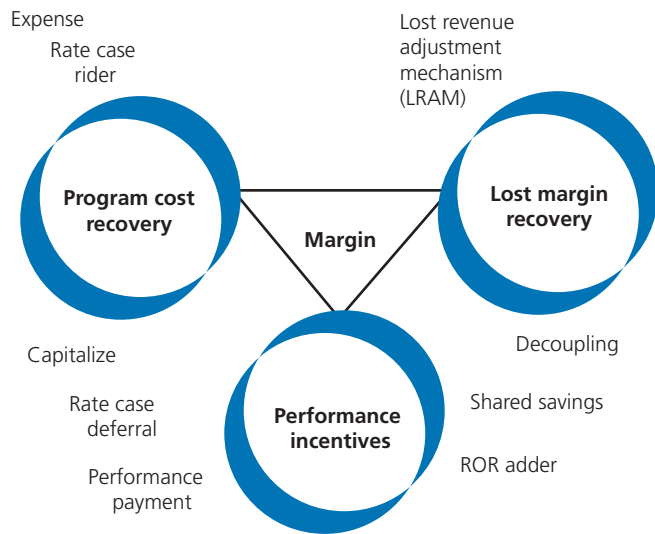 Expense
Rate case
rider
Lost revenue
adjustment
mechanism
(LRAM)
Program cost
recovery
Margin
Lost margin
recovery
Capitalize
Rate case
deferral
Performance
payment
Performance
incentives
Decoupling
Shared savings
ROR adder